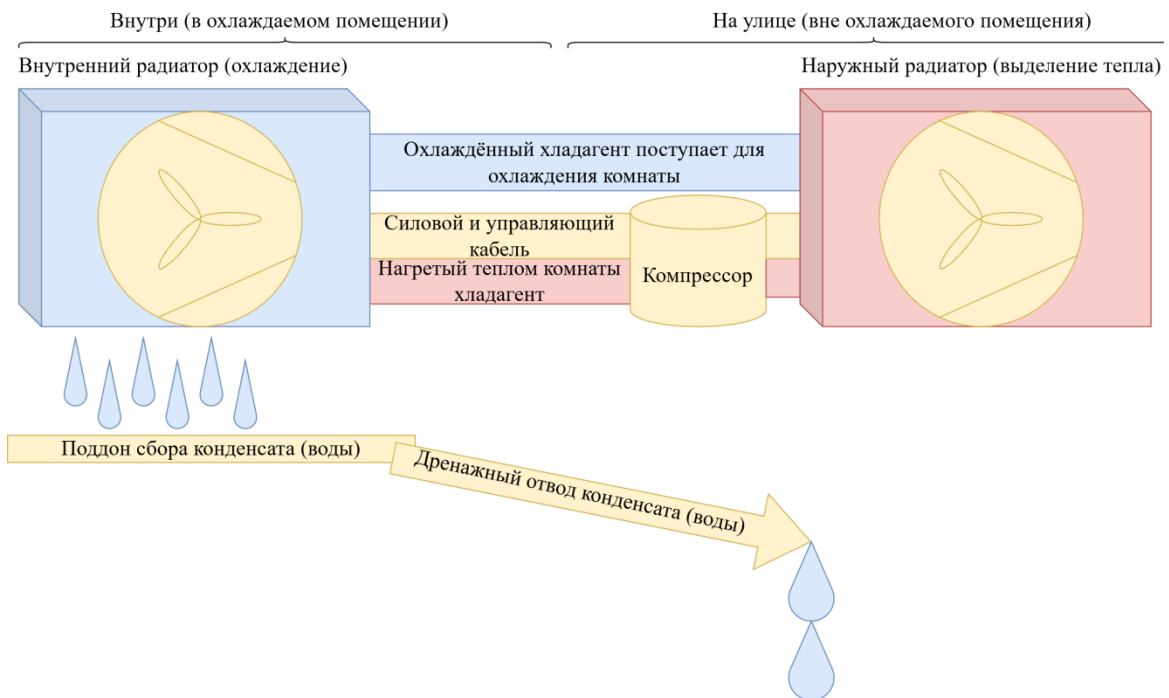 Внутри (в охлаждаемом помещении)
На улице (вне охлаждаемого помещения)
Внутренний радиатор (охлаждение)
Наружный радиатор (выделение тепла)
Охлаждённый хладагент поступает для
охлаждения комнаты
Силовой и управляющий
кабель
Нагретый теплом комнаты
хладагент
Компрессор
Поддон сбора конденсата (воды)
Дренажный отвод конденсата (воды)